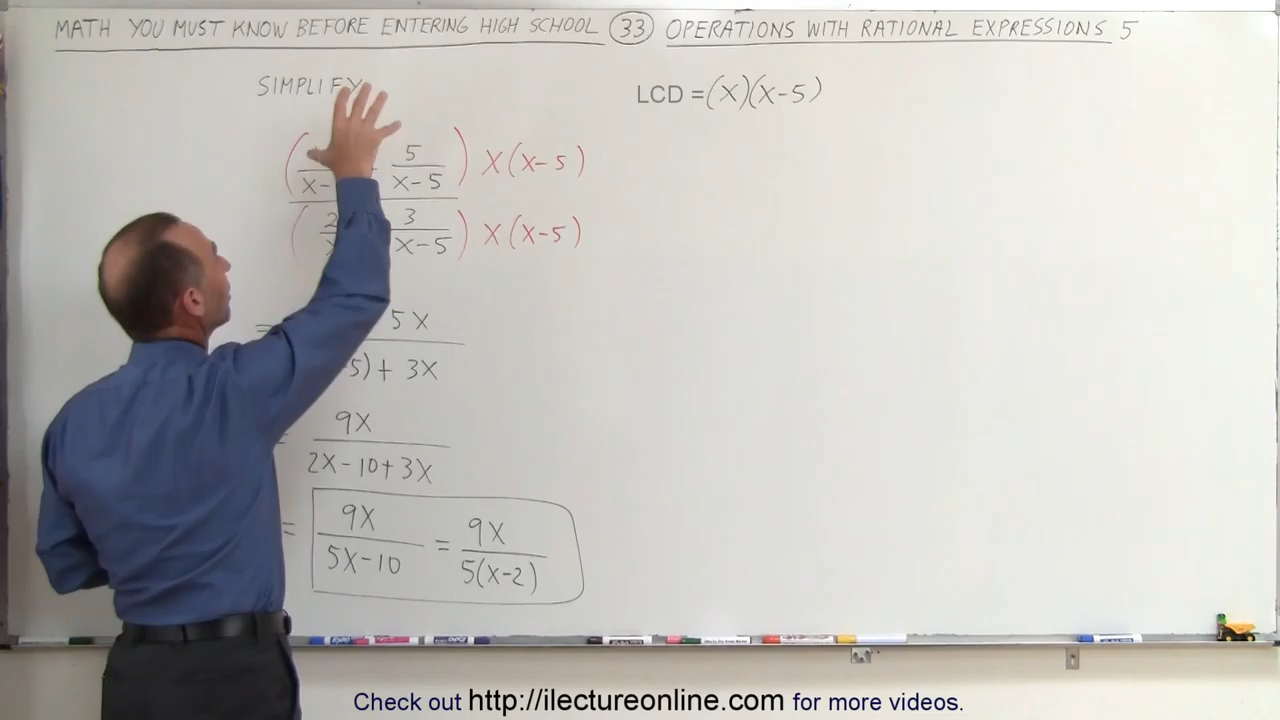 MATH YOU MUST KNOW BEFORE ENTERING HIGH SCHOOL 33 OPERATIONS WITH RATIONAL EXPRESSIONS 5
SIMPLIFY
LCD = (X)(X-5)
5
( X- X-5 ) X(X-5)
2 3
( X X-5 ) X(X-5)
= 5X
5) + 3X
9X
2X-10+3X
= 9X = 9X
5X-10 5(X-2)
Check out http://ilectureonline.com for more videos.